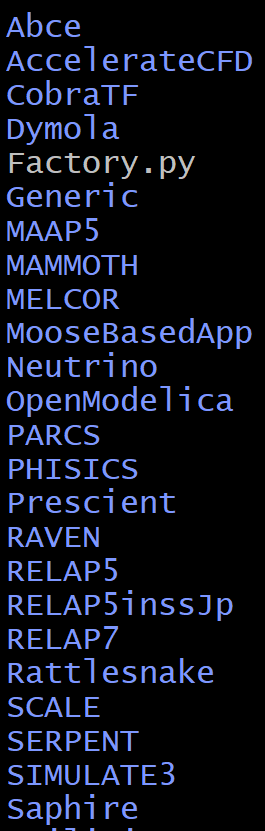 Abce
AccelerateCFD
CobraTF
Dymola
Factory.py
Generic
MAAP5
MAMMOTH
MELCOR
MooseBasedApp
Neutrino
OpenModelica
PARCS
PHISICS
Prescient
RAVEN
RELAP5
RELAP5inssJp
RELAP7
Rattlesnake
SCALE
SERPENT
SIMULATE3
Saphire